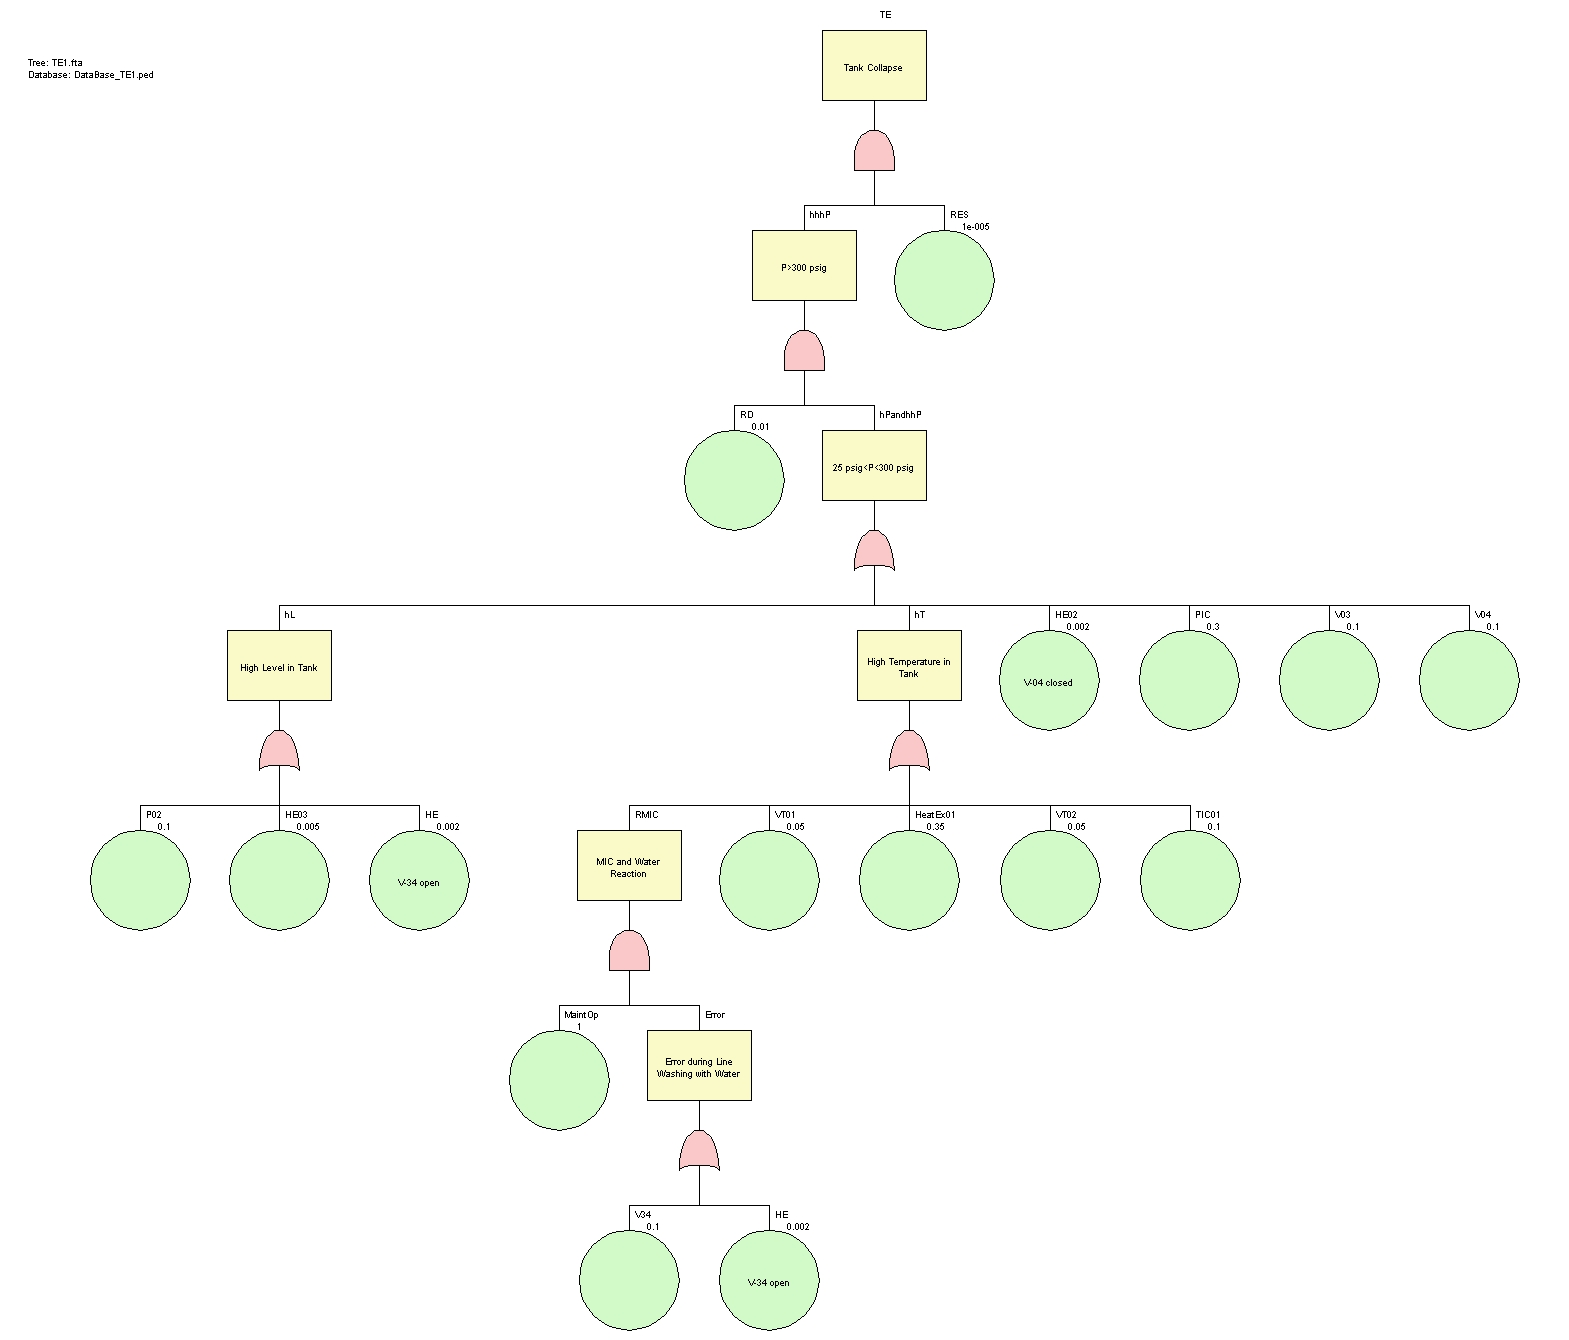 TE
Tree: TE1.fta
Database: DataBase_TE1.ped
Tank Collapse
hhhP
RES
1e-005
P>300 psig
RD
0.01
hPandhhP
25 psig<P<300 psig
hL
High Level in Tank
hT
High Temperature in
Tank
HE02
0.002
V-04 closed
PIC
0.3
V03
0.1
V04
0.1
P02
0.1
HE03
0.005
HE
0.002
V-34 open
RMIC
MIC and Water
Reaction
VT01
0.05
HeatEx01
0.35
VT02
0.05
TIC01
0.1
MaintOp
1
Error
Error during Line
Washing with Water
V34
0.1
HE
0.002
V-34 open